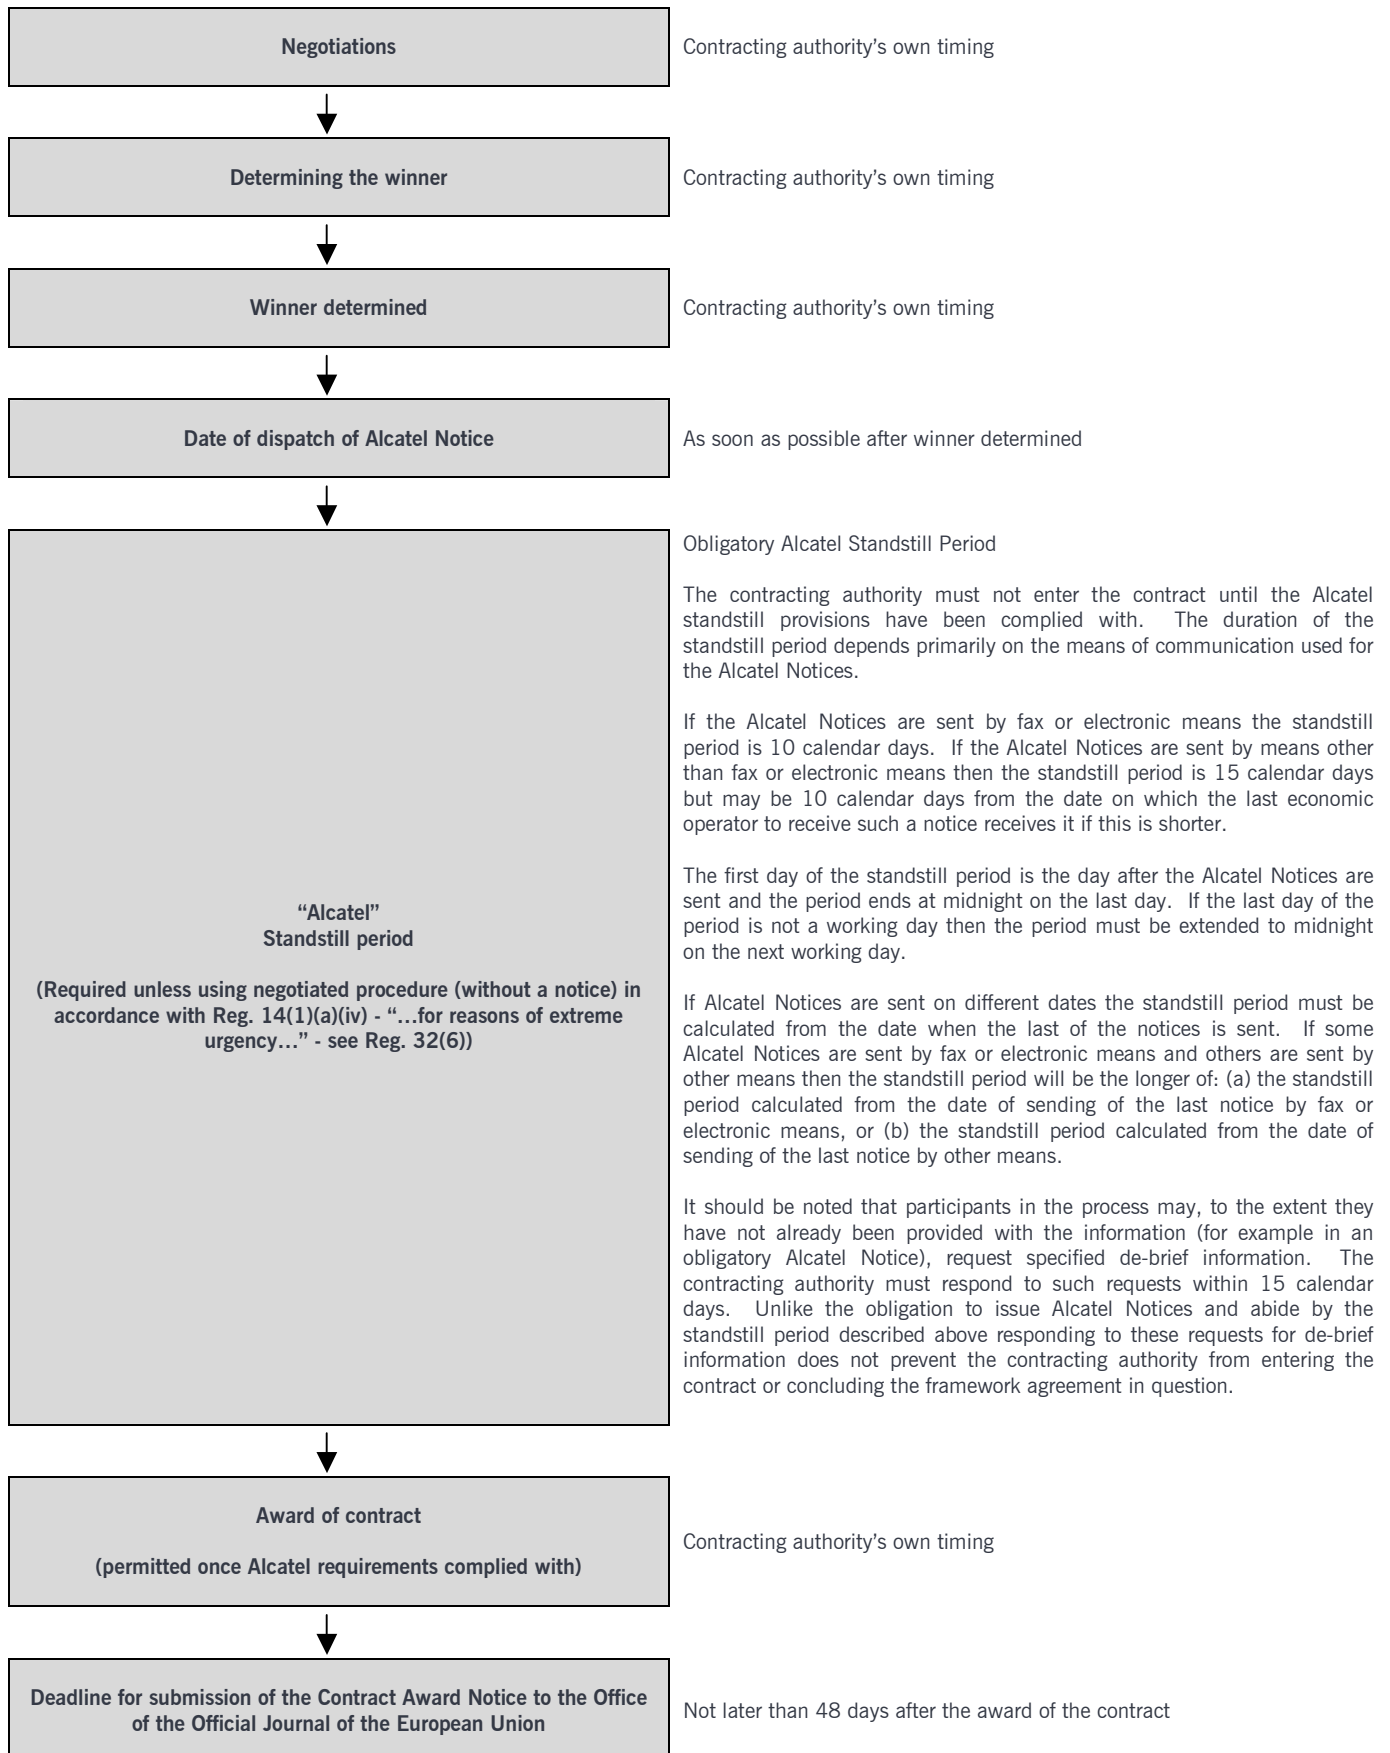 Negotiations
Contracting authority’s own timing
Determining the winner
Contracting authority’s own timing
Winner determined
Contracting authority’s own timing
Date of dispatch of Alcatel Notice
As soon as possible after winner determined
“Alcatel”
Standstill period
(Required unless using negotiated procedure (without a notice) in
accordance with Reg. 14(1)(a)(iv) - “…for reasons of extreme
urgency…” - see Reg. 32(6))
Obligatory Alcatel Standstill Period
The contracting authority must not enter the contract until the Alcatel
standstill provisions have been complied with. The duration of the
standstill period depends primarily on the means of communication used for
the Alcatel Notices.
If the Alcatel Notices are sent by fax or electronic means the standstill
period is 10 calendar days. If the Alcatel Notices are sent by means other
than fax or electronic means then the standstill period is 15 calendar days
but may be 10 calendar days from the date on which the last economic
operator to receive such a notice receives it if this is shorter.
The first day of the standstill period is the day after the Alcatel Notices are
sent and the period ends at midnight on the last day. If the last day of the
period is not a working day then the period must be extended to midnight
on the next working day.
If Alcatel Notices are sent on different dates the standstill period must be
calculated from the date when the last of the notices is sent. If some
Alcatel Notices are sent by fax or electronic means and others are sent by
other means then the standstill period will be the longer of: (a) the standstill
period calculated from the date of sending of the last notice by fax or
electronic means, or (b) the standstill period calculated from the date of
sending of the last notice by other means.
It should be noted that participants in the process may, to the extent they
have not already been provided with the information (for example in an
obligatory Alcatel Notice), request specified de-brief information. The
contracting authority must respond to such requests within 15 calendar
days. Unlike the obligation to issue Alcatel Notices and abide by the
standstill period described above responding to these requests for de-brief
information does not prevent the contracting authority from entering the
contract or concluding the framework agreement in question.
Award of contract
(permitted once Alcatel requirements complied with)
Contracting authority’s own timing
Deadline for submission of the Contract Award Notice to the Office
of the Official Journal of the European Union
Not later than 48 days after the award of the contract